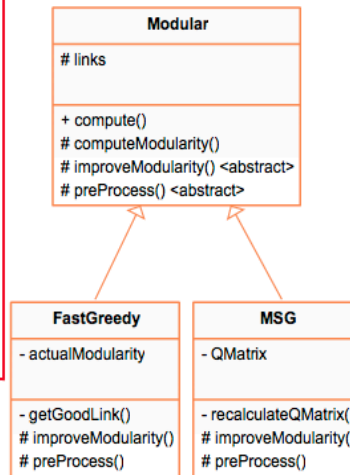 Modular
# links
+ compute()
# computeModularity()
# improveModularity() <abstract>
# preProcess() <abstract>
FastGreedy
- actualModularity
- getGoodLink()
# improveModularity()
# preProcess()
MSG
- QMatrix
- recalculateQMatrix(
# improveModularity(
# preProcess()